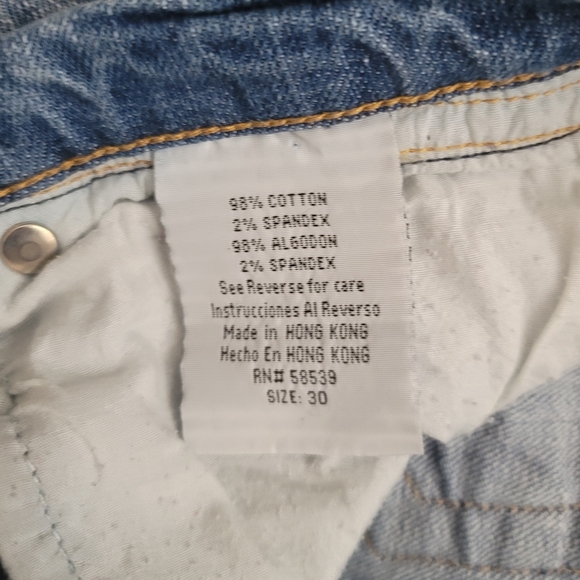 98% COTTON
2% SPANDEX
98% ALGODON
2% SPANDEX
See Reverse for care
Instrucciones Al Reverso
Made in HONG KONG
Hecho En HONG KONG
RN# 58539
SIZE: 30